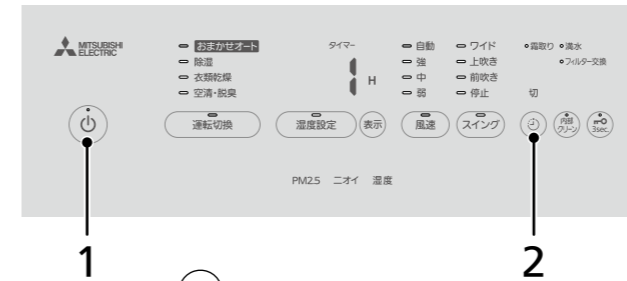 MITSUBISHI
ELECTRIC
おまかせオート
除湿
衣類乾燥
空清・脱臭
運転切換
タイマー
1 H
湿度設定
表示
自動
強
中
弱
風速
ワイド
上吹き
前吹き
停止
スイング
霜取り
満水
フィルター交換
切
内部
クリーン
3sec.
PM2.5 ニオイ 湿度
1
2